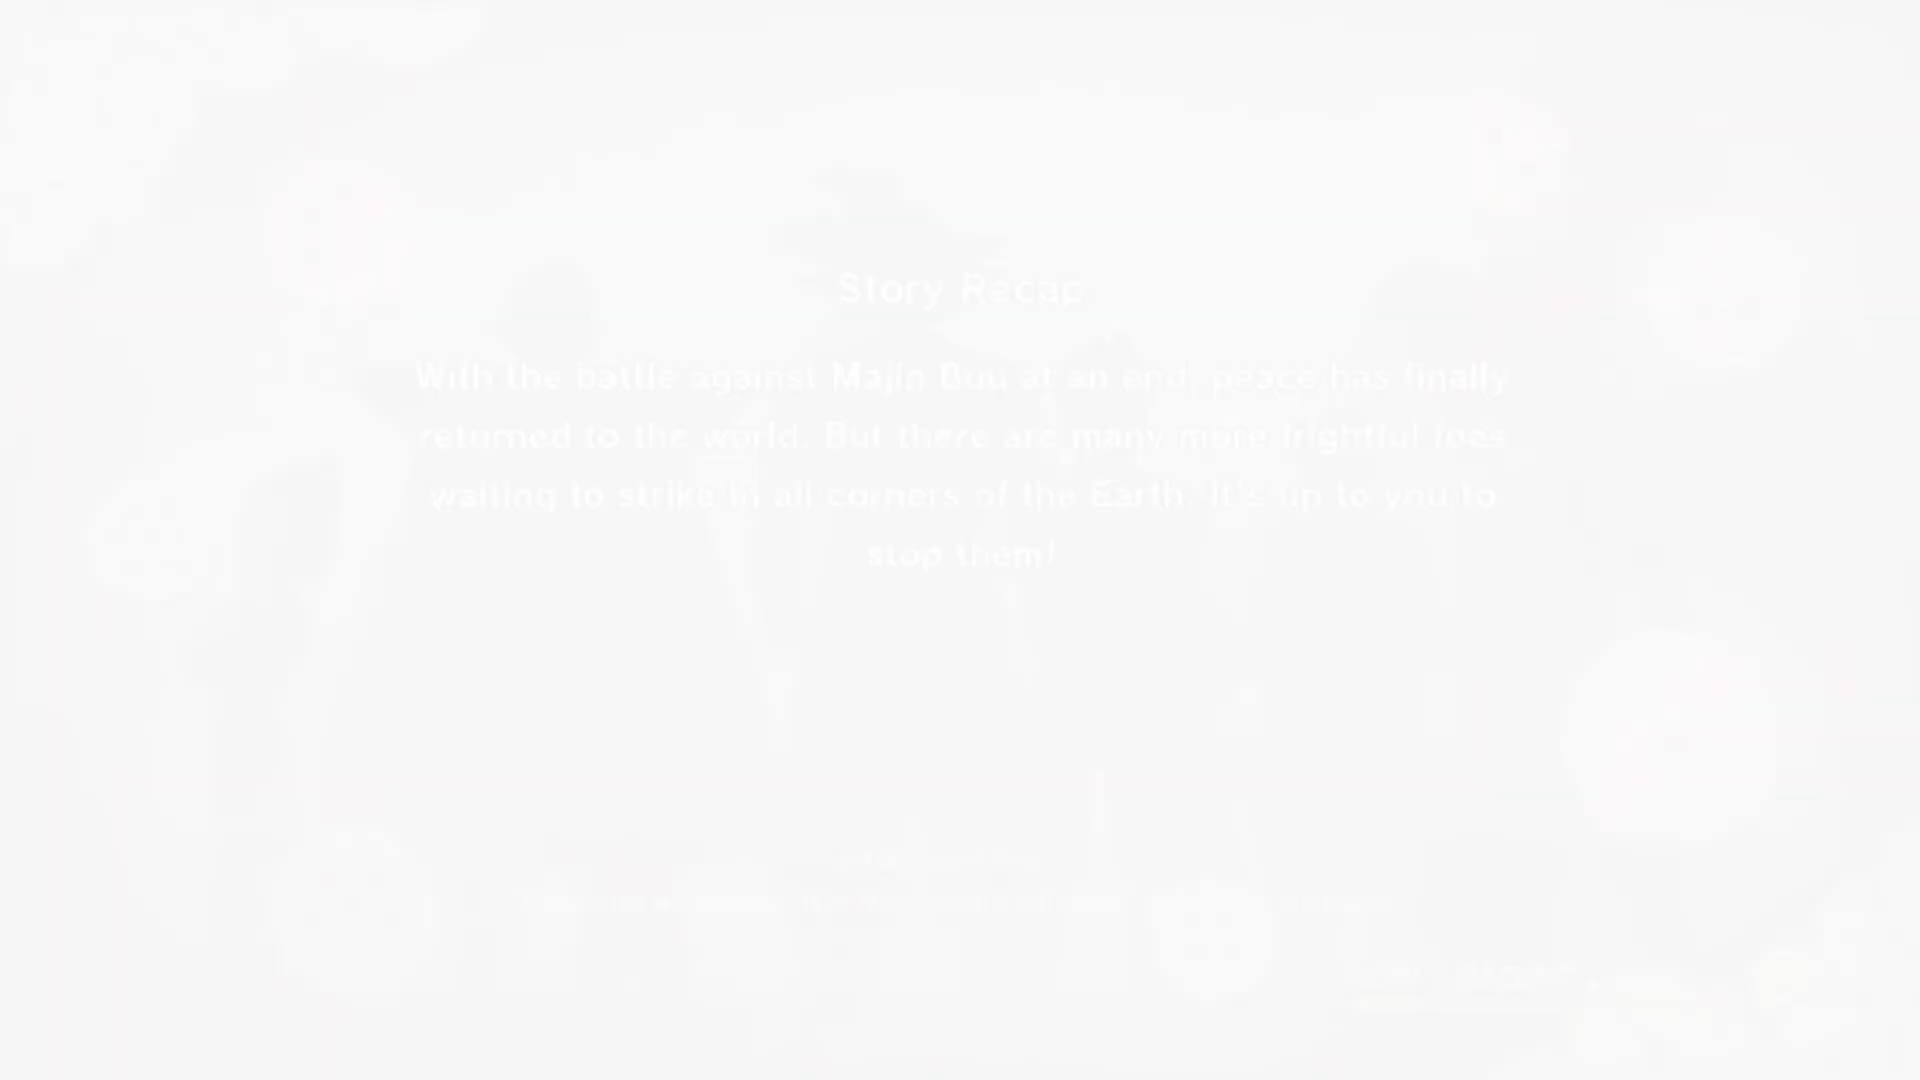 Story Recap
With the battle against Majin Buu at an end, peace has finally
returned to the world. But there are many more frightful foes
waiting to strike in all corners of the Earth. It's up to you to
stop them!